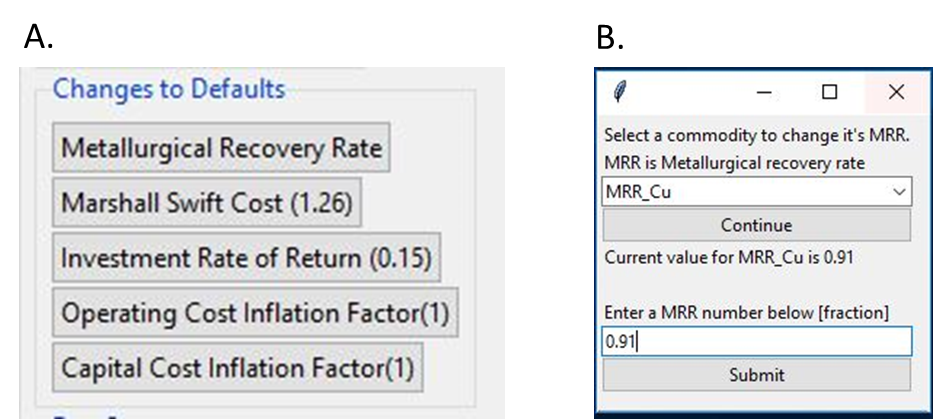 A.
Changes to Defaults
Metallurgical Recovery Rate
Marshall Swift Cost (1.26)
Investment Rate of Return (0.15)
Operating Cost Inflation Factor(1)
Capital Cost Inflation Factor(1)
B.
Select a commodity to change it's MRR.
MRR is Metallurgical recovery rate
MRR_Cu
Continue
Current value for MRR_Cu is 0.91
Enter a MRR number below [fraction]
0.91
Submit